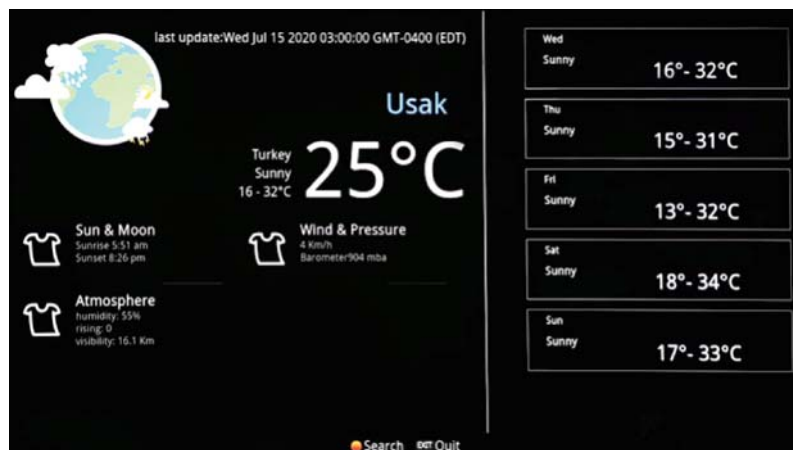 last update:Wed Jul 15 2020 03:00:00 GMT-0400 (EDT)
Usak
Turkey
Sunny
16 - 32°C
25°C
Sun & Moon
Sunrise 5:51 am
Sunset 8:26 pm
Wind & Pressure
4 Km/h
Barometer904 mba
Atmosphere
humidity: 55%
rising: 0
visibility: 16.1 Km
Wed
Sunny
16°- 32°C
Thu
Sunny
15°- 31°C
Fri
Sunny
13°- 32°C
Sat
Sunny
18°- 34°C
Sun
Sunny
17°- 33°C
Search EXIT Quit